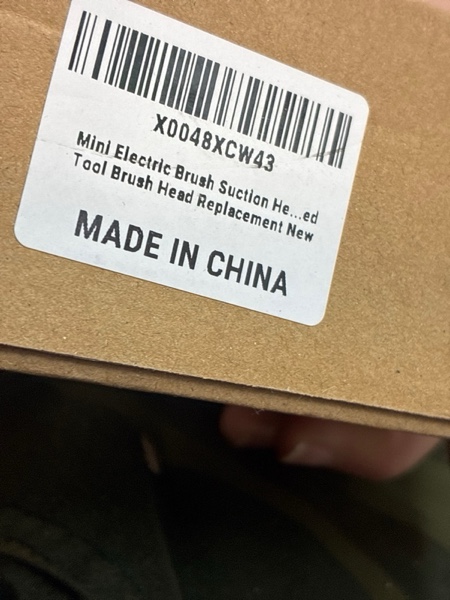 X0048XCW43
Mini Electric Brush Suction He...ed
Tool Brush Head Replacement New
MADE IN CHINA